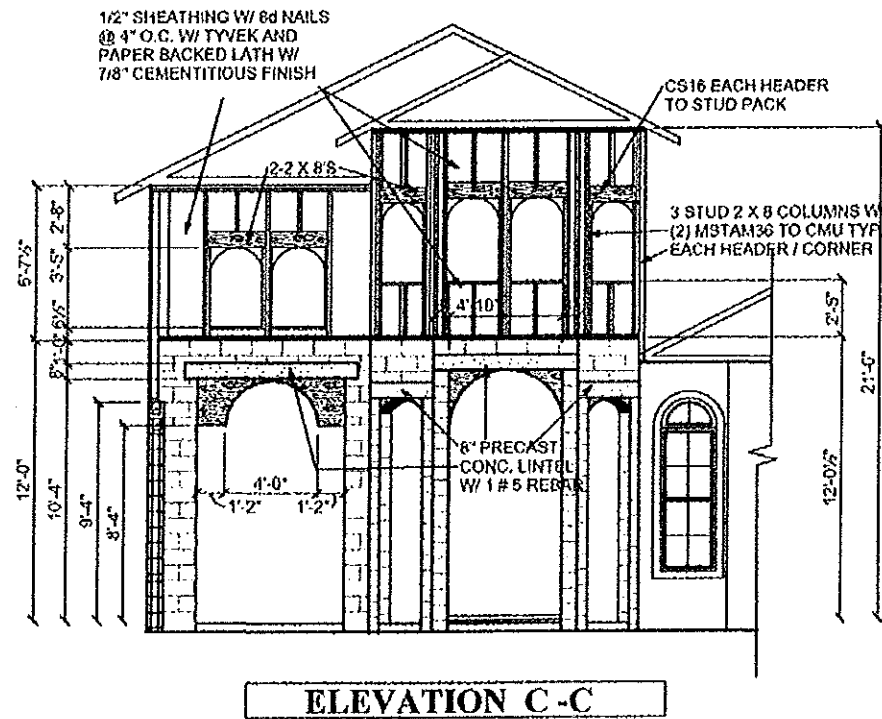 1/2" SHEATHING W/ 8d NAILS
@ 4" O.C. W/ TYVEK AND
PAPER BACKED LATH W/
7/8" CEMENTITIOUS FINISH
CS16 EACH HEADER
TO STUD PACK
2-2 X 8'S
3 STUD 2 X 8 COLUMNS W
(2) MSTAM36 TO CMU TYP
EACH HEADER / CORNER
5'-7½"
2'-8"
3'-5"
6½"
4'-10"
2'-5"
21'-0"
1'-0"
8"
12'-0"
10'-4"
9'-4"
8'-4"
4'-0"
1'-2"
1'-2"
8" PRECAST
CONC. LINTEL
W/ 1 # 5 REBAR
12'-0½"
ELEVATION C-C